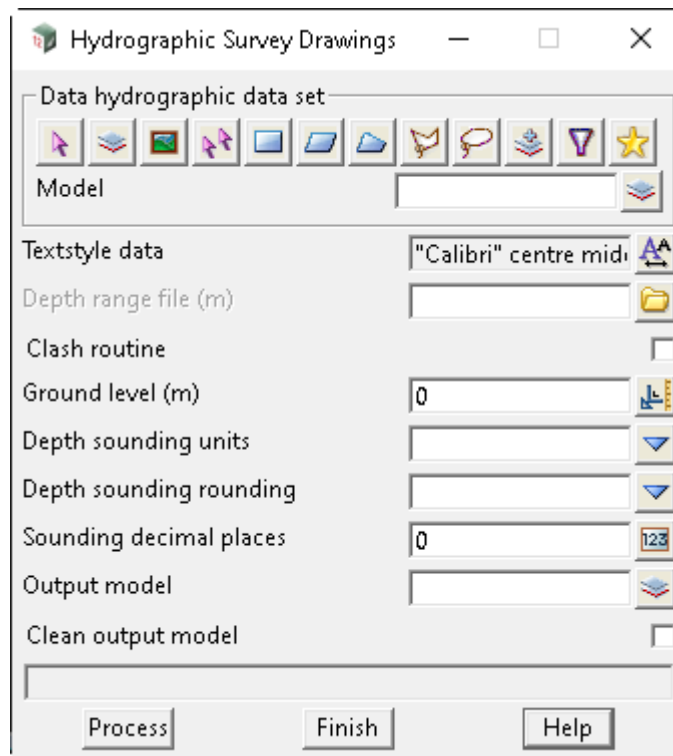 Hydrographic Survey Drawings
Data hydrographic data set
Model
Textstyle data "Calibri" centre mid
Depth range file (m)
Clash routine
Ground level (m) 0
Depth sounding units
Depth sounding rounding
Sounding decimal places 0 123
Output model
Clean output model
Process Finish Help